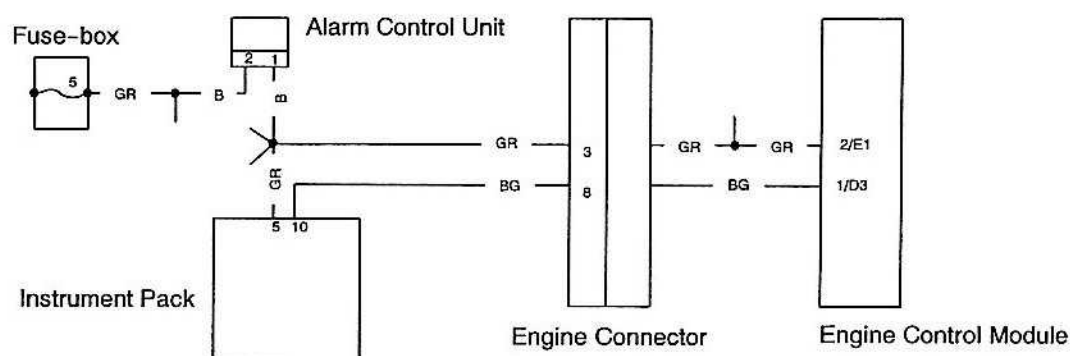 Fuse-box
Alarm Control Unit
5
2 1
GR
B
B
GR
GR
GR
GR
3
2/E1
BG
BG
8
1/D3
5 10
Instrument Pack
Engine Connector
Engine Control Module